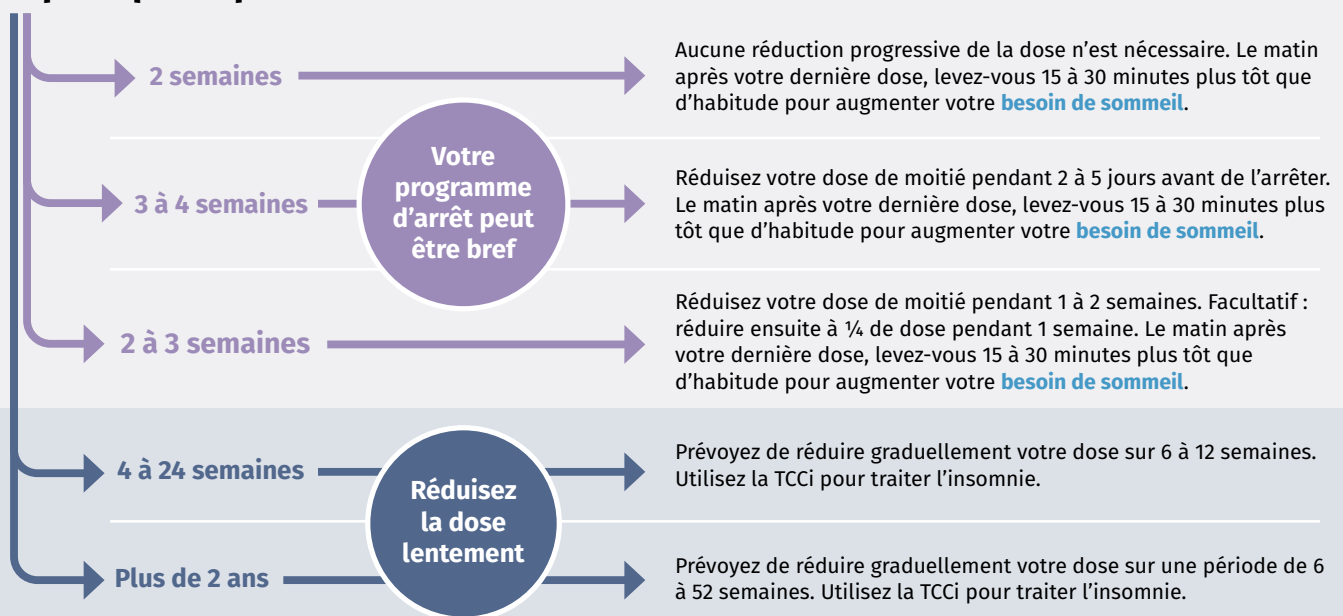 2 semaines
Aucune réduction progressive de la dose n’est nécessaire. Le matin
après votre dernière dose, levez-vous 15 à 30 minutes plus tôt que
d’habitude pour augmenter votre besoin de sommeil.
Votre
programme
d’arrêt peut
être bref
3 à 4 semaines
Réduisez votre dose de moitié pendant 2 à 5 jours avant de l’arrêter.
Le matin après votre dernière dose, levez-vous 15 à 30 minutes plus
tôt que d’habitude pour augmenter votre besoin de sommeil.
2 à 3 semaines
Réduisez votre dose de moitié pendant 1 à 2 semaines. Facultatif :
réduire ensuite à ¼ de dose pendant 1 semaine. Le matin après
votre dernière dose, levez-vous 15 à 30 minutes plus tôt que
d’habitude pour augmenter votre besoin de sommeil.
4 à 24 semaines
Prévoyez de réduire graduellement votre dose sur 6 à 12 semaines.
Utilisez la TCCi pour traiter l’insomnie.
Réduisez
la dose
lentement
Plus de 2 ans
Prévoyez de réduire graduellement votre dose sur une période de 6
à 52 semaines. Utilisez la TCCi pour traiter l’insomnie.